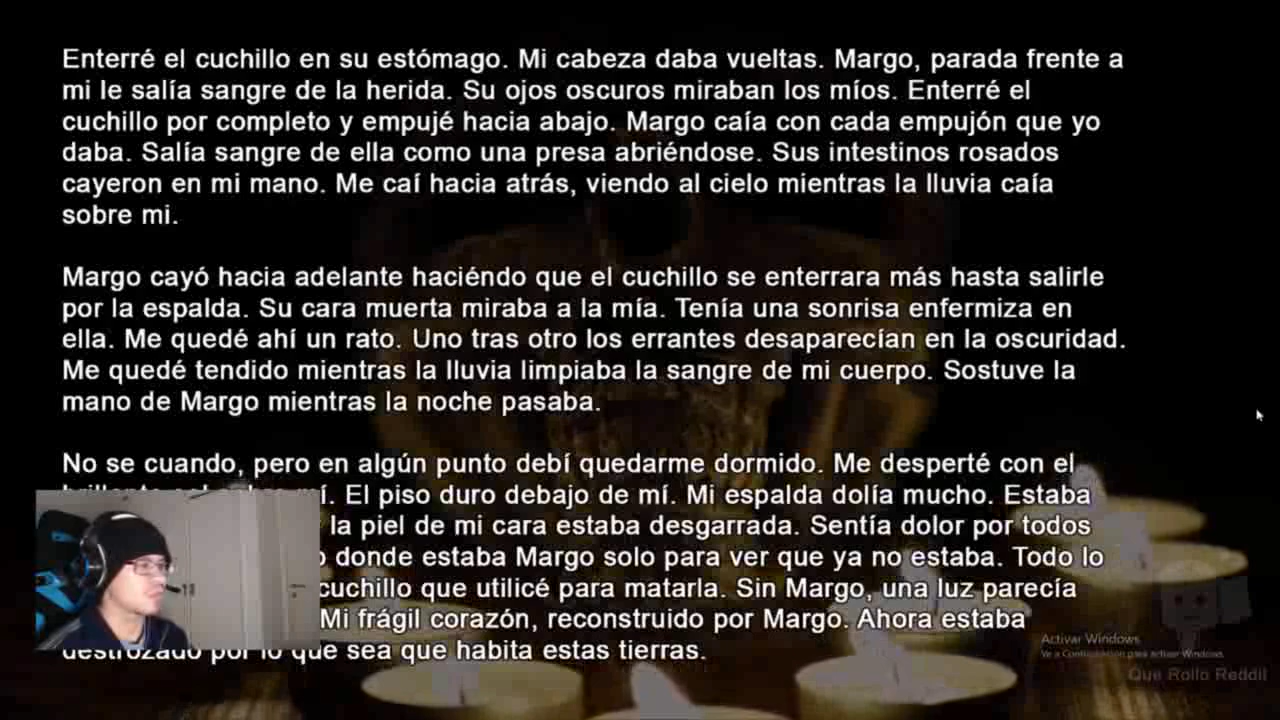 Enterré el cuchillo en su estómago. Mi cabeza daba vueltas. Margo, parada frente a
mi le salía sangre de la herida. Su ojos oscuros miraban los míos. Enterré el
cuchillo por completo y empujé hacia abajo. Margo caía con cada empujón que yo
daba. Salía sangre de ella como una presa abriéndose. Sus intestinos rosados
cayeron en mi mano. Me caí hacia atrás, viendo al cielo mientras la lluvia caía
sobre mi.
Margo cayó hacia adelante haciéndo que el cuchillo se enterrara más hasta salirle
por la espalda. Su cara muerta miraba a la mía. Tenía una sonrisa enfermiza en
ella. Me quedé ahí un rato. Uno tras otro los errantes desaparecían en la oscuridad.
Me quedé tendido mientras la lluvia limpiaba la sangre de mi cuerpo. Sostuve la
mano de Margo mientras la noche pasaba.
No se cuando, pero en algún punto debí quedarme dormido. Me desperté con el
El piso duro debajo de mí. Mi espalda dolía mucho. Estaba
la piel de mi cara estaba desgarrada. Sentía dolor por todos
donde estaba Margo solo para ver que ya no estaba. Todo lo
cuchillo que utilicé para matarla. Sin Margo, una luz parecía
Mi frágil corazón, reconstruido por Margo. Ahora estaba
destrozado por lo que sea que habita estas tierras.
Activar Windows
Ve a Configuración para activar Windows.
Que Rollo Reddit